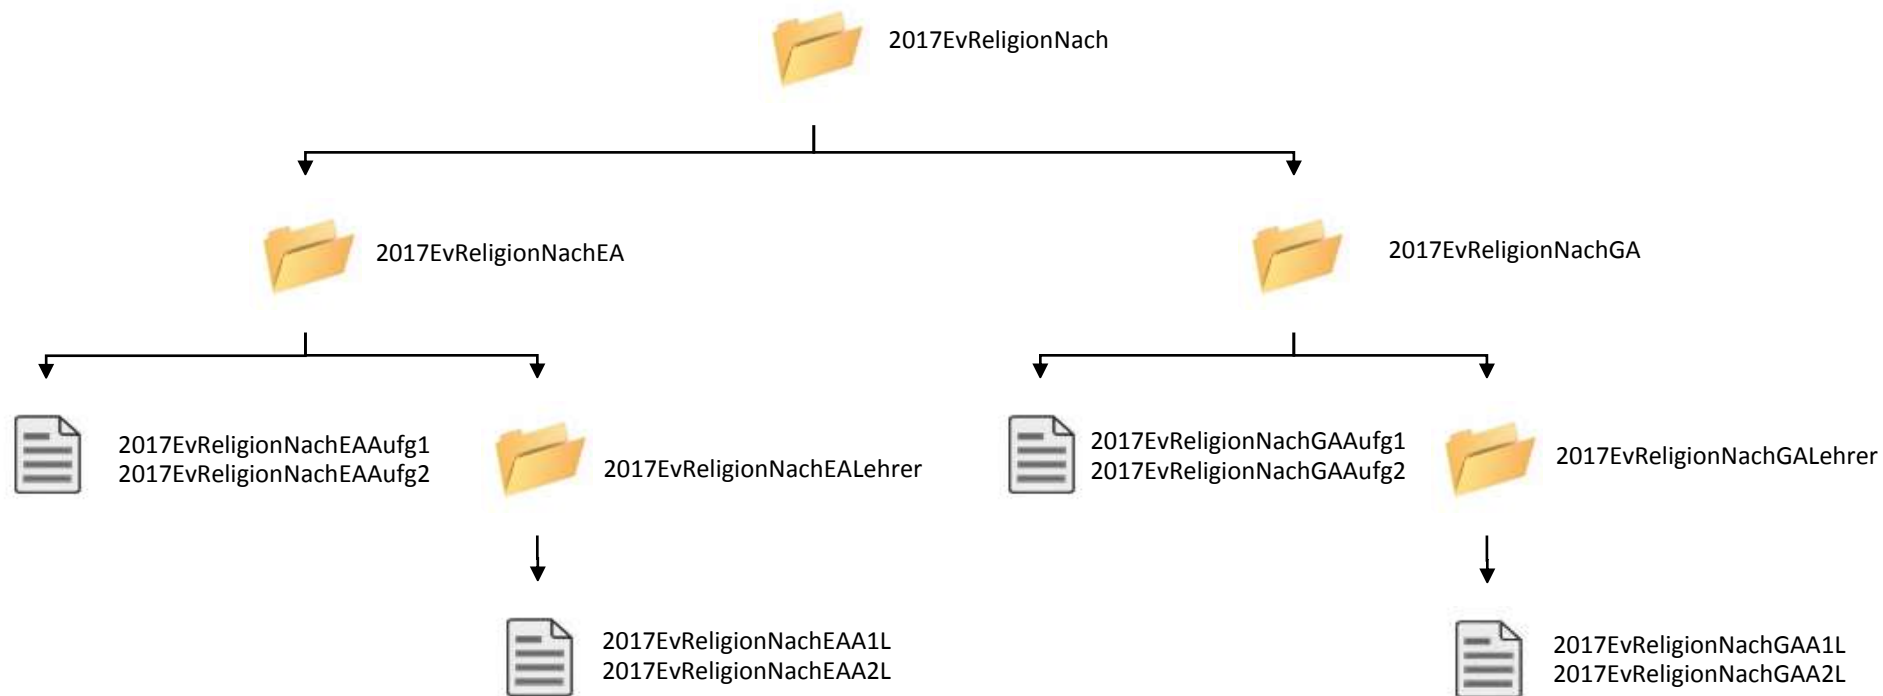 2017EvReligionNach
2017EvReligionNachEA
2017EvReligionNachGA
2017EvReligionNachEAAufg1
2017EvReligionNachEAAufg2
2017EvReligionNachEALehrer
2017EvReligionNachGAAufg1
2017EvReligionNachGAAufg2
2017EvReligionNachGALehrer
2017EvReligionNachEAA1L
2017EvReligionNachEAA2L
2017EvReligionNachGAA1L
2017EvReligionNachGAA2L